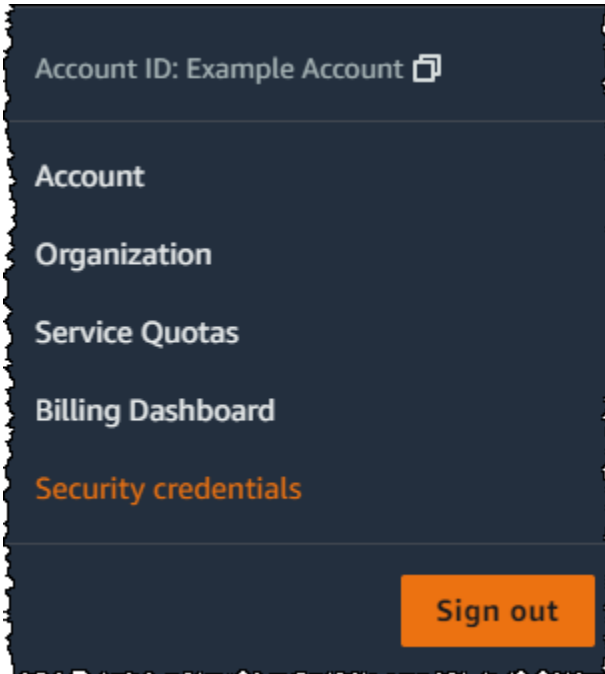 Account ID: Example Account
Account
Organization
Service Quotas
Billing Dashboard
Security credentials
Sign out